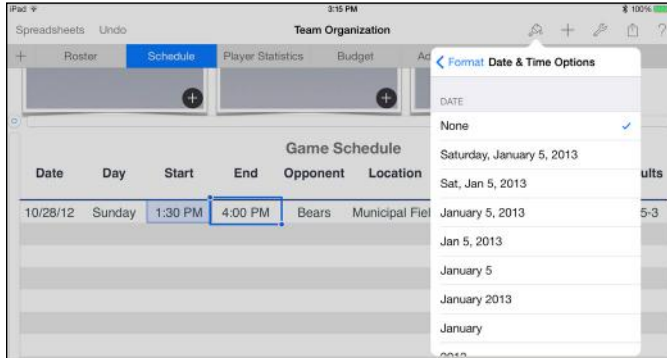 iPad 3:15 PM 100%
Spreadsheets Undo Team Organization
Roster Schedule Player Statistics Budget Ad
Format Date & Time Options
DATE
None
Saturday, January 5, 2013
Sat, Jan 5, 2013
January 5, 2013
Jan 5, 2013
January 5
January 2013
January
2013
Game Schedule
Date Day Start End Opponent Location ults
10/28/12 Sunday 1:30 PM 4:00 PM Bears Municipal Fiel 5-3